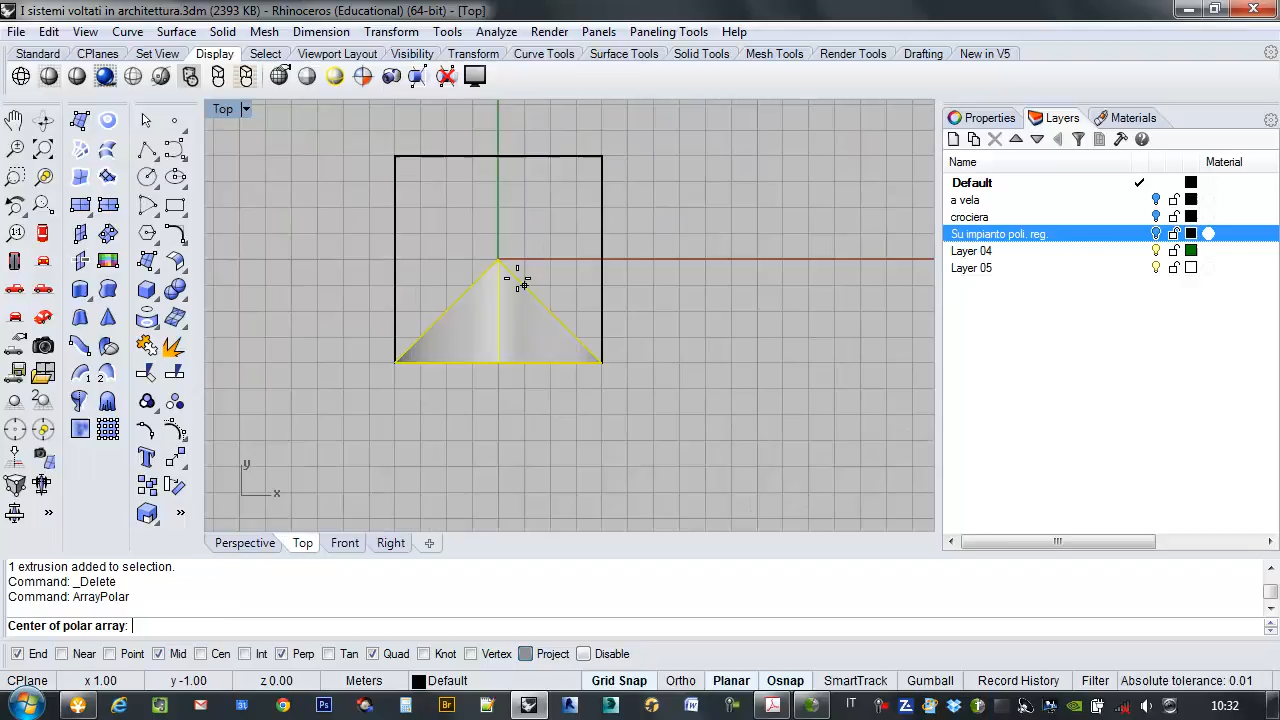 I sistemi voltati in architettura.3dm (2393 KB) - Rhinoceros (Educational) (64-bit) - [Top]
File Edit View Curve Surface Solid Mesh Dimension Transform Tools Analyze Render Panels Paneling Tools Help
Standard CPlanes Set View Display Select Viewport Layout Visibility Transform Curve Tools Surface Tools Solid Tools Mesh Tools Render Tools Drafting New in V5
Top
Properties Layers Materials
Name Material
Default
a vela
crociera
Su impianto poli. reg.
Layer 04
Layer 05
y
x
Perspective Top Front Right
1 extrusion added to selection.
Command: _Delete
Command: ArrayPolar
Center of polar array:
End Near Point Mid Cen Int Perp Tan Quad Knot Vertex Project Disable
CPlane x 1.00 y -1.00 z 0.00 Meters Default Grid Snap Ortho Planar Osnap SmartTrack Gumball Record History Filter Absolute tolerance: 0.01
IT 10:32